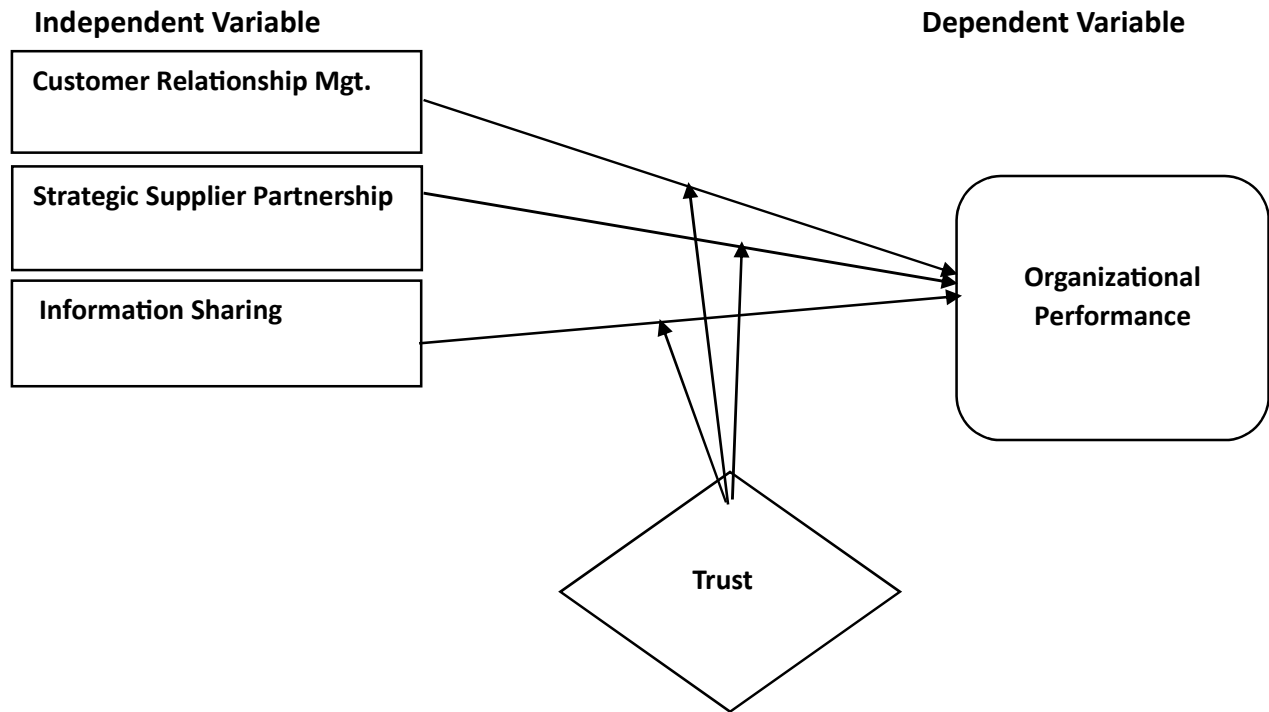 Independent Variable
Dependent Variable
Customer Relationship Mgt.
Strategic Supplier Partnership
Information Sharing
Organizational
Performance
Trust